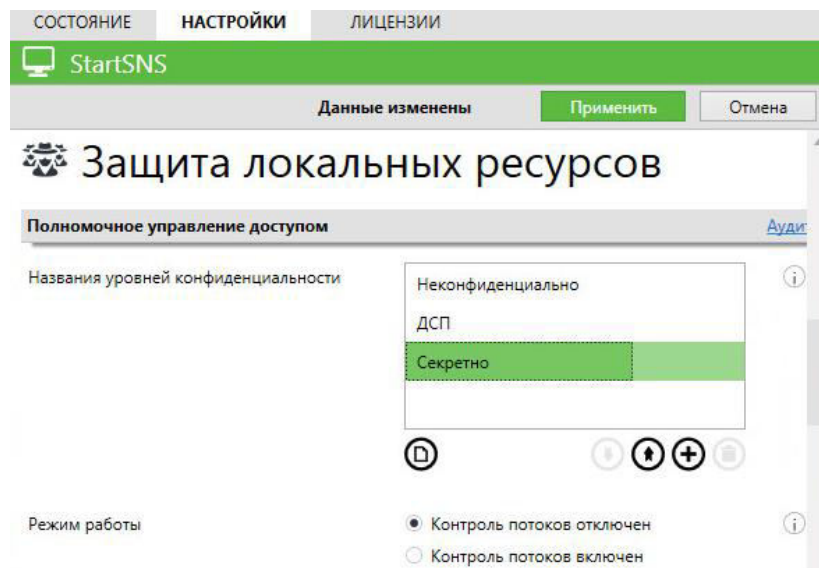 СОСТОЯНИЕ НАСТРОЙКИ ЛИЦЕНЗИИ
StartSNS
Данные изменены Применить Отмена
Защита локальных ресурсов
Полномочное управление доступом Ауди
Названия уровней конфиденциальности
Неконфиденциально
ДСП
Секретно
Режим работы
Контроль потоков отключен
Контроль потоков включен